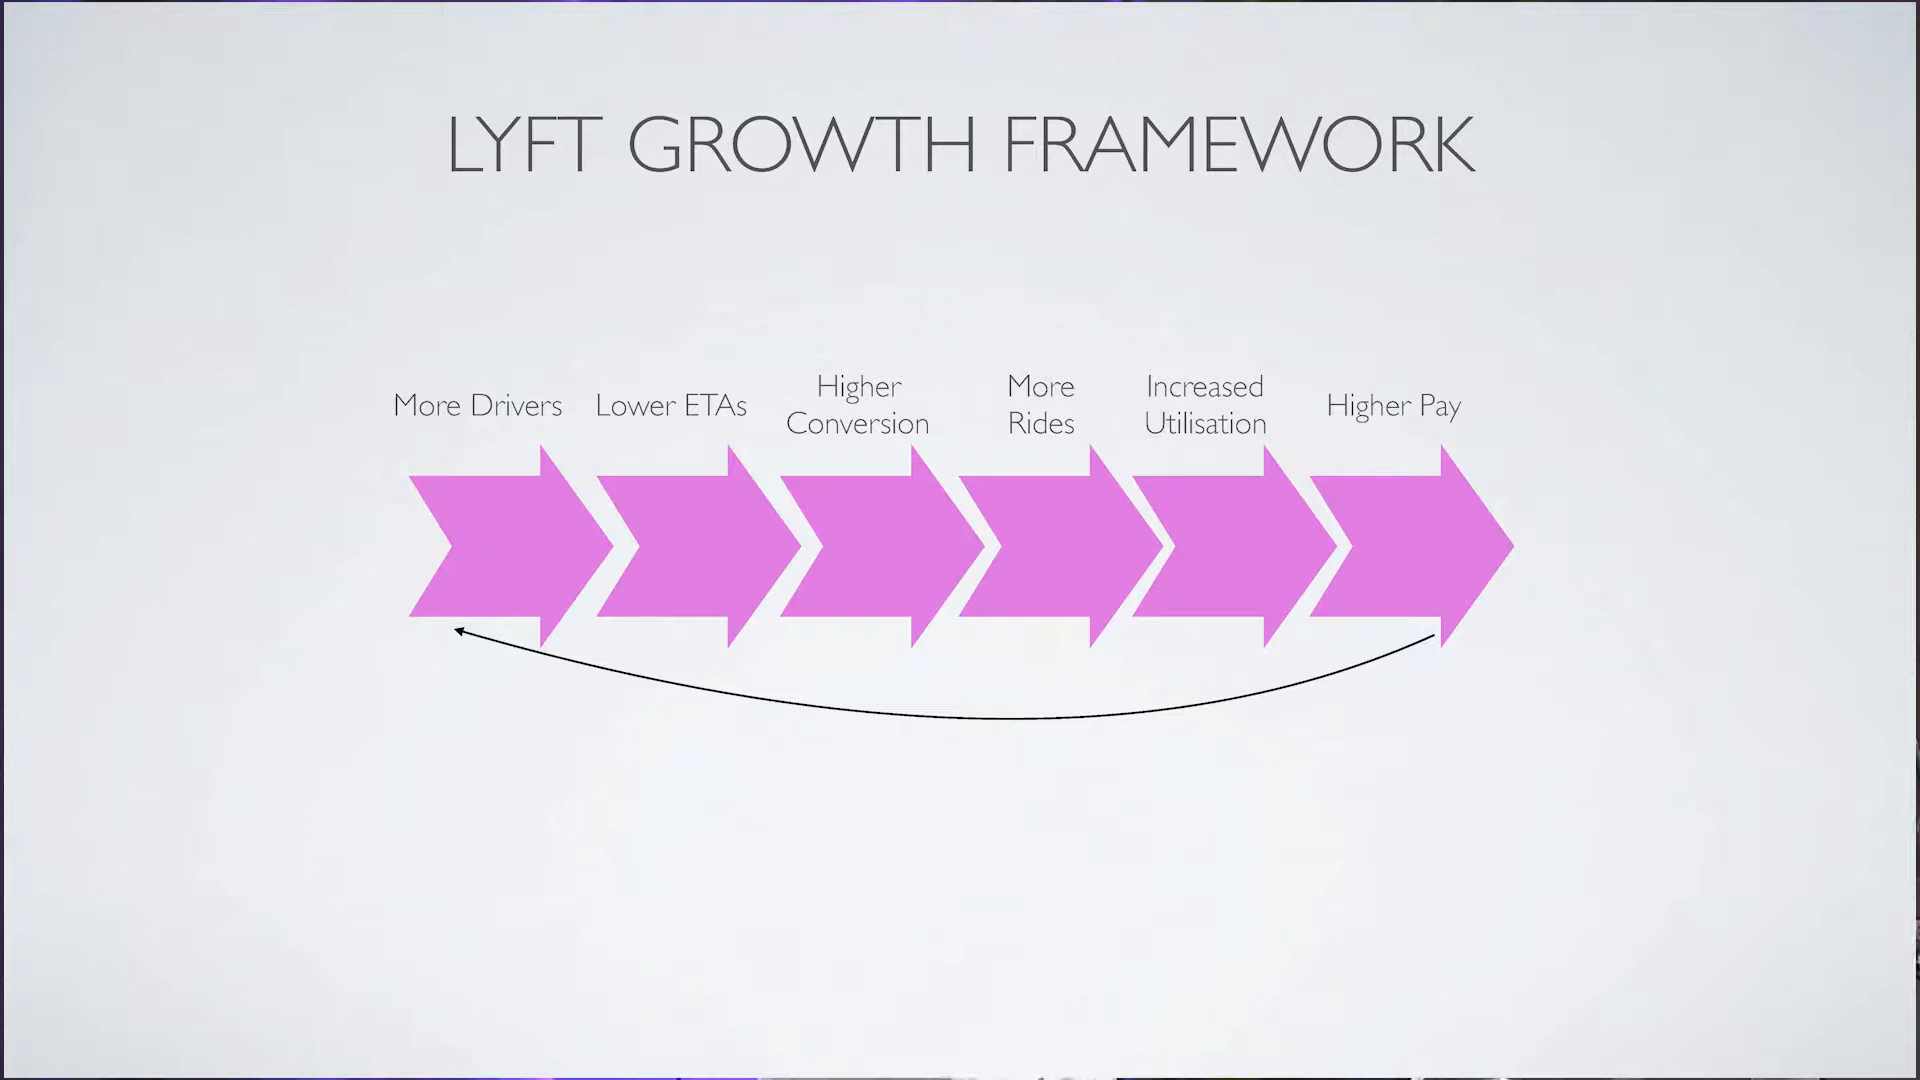 LYFT GROWTH FRAMEWORK
More Drivers
Lower ETAs
Higher
Conversion
More
Rides
Increased
Utilisation
Higher Pay